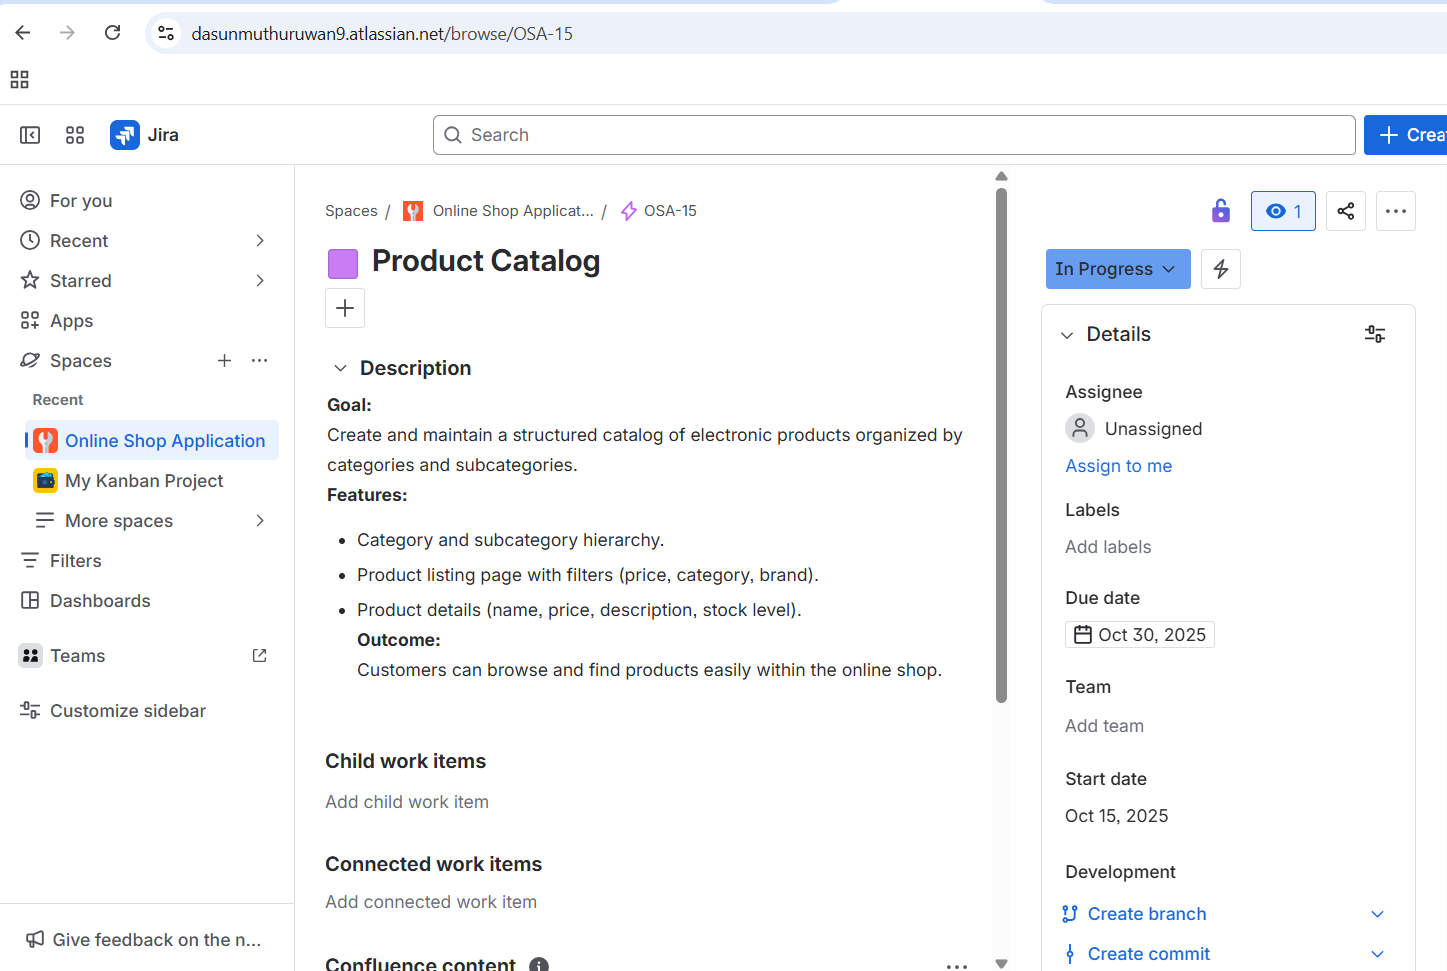 dasunmuthuruwan9.atlassian.net/browse/OSA-15
Jira
Search
For you
Recent
Starred
Apps
Spaces
Recent
Online Shop Application
My Kanban Project
More spaces
Filters
Dashboards
Teams
Customize sidebar
Give feedback on the n...
Spaces / Online Shop Applicat... / OSA-15
Product Catalog
Description
Goal:
Create and maintain a structured catalog of electronic products organized by
categories and subcategories.
Features:
Category and subcategory hierarchy.
Product listing page with filters (price, category, brand).
Product details (name, price, description, stock level).
Outcome:
Customers can browse and find products easily within the online shop.
Child work items
Add child work item
Connected work items
Add connected work item
Confluence content
1
In Progress
Details
Assignee
Unassigned
Assign to me
Labels
Add labels
Due date
Oct 30, 2025
Team
Add team
Start date
Oct 15, 2025
Development
Create branch
Create commit